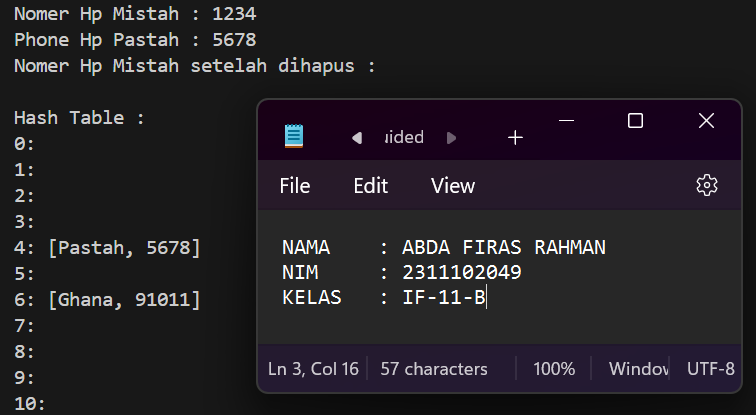 Nomer Hp Mistah : 1234
Phone Hp Pastah : 5678
Nomer Hp Mistah setelah dihapus :
Hash Table :
0:
1:
2:
3:
4: [Pastah, 5678]
5:
6: [Ghana, 91011]
7:
8:
9:
10:
uided
File Edit View
NAMA : ABDA FIRAS RAHMAN
NIM : 2311102049
KELAS : IF-11-B
Ln 3, Col 16 57 characters 100% Window UTF-8